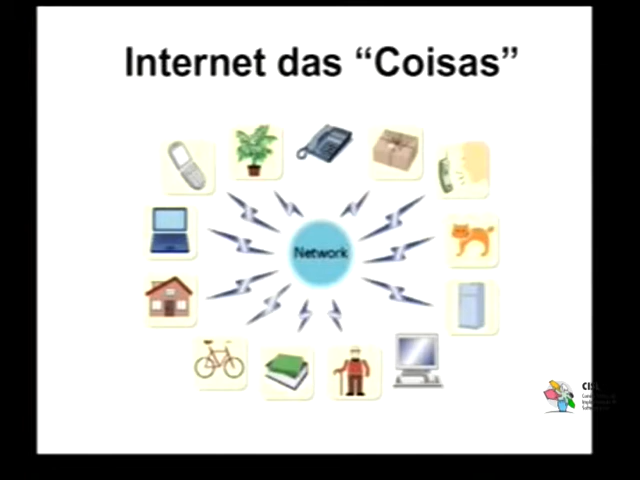 Internet das “Coisas”
Network